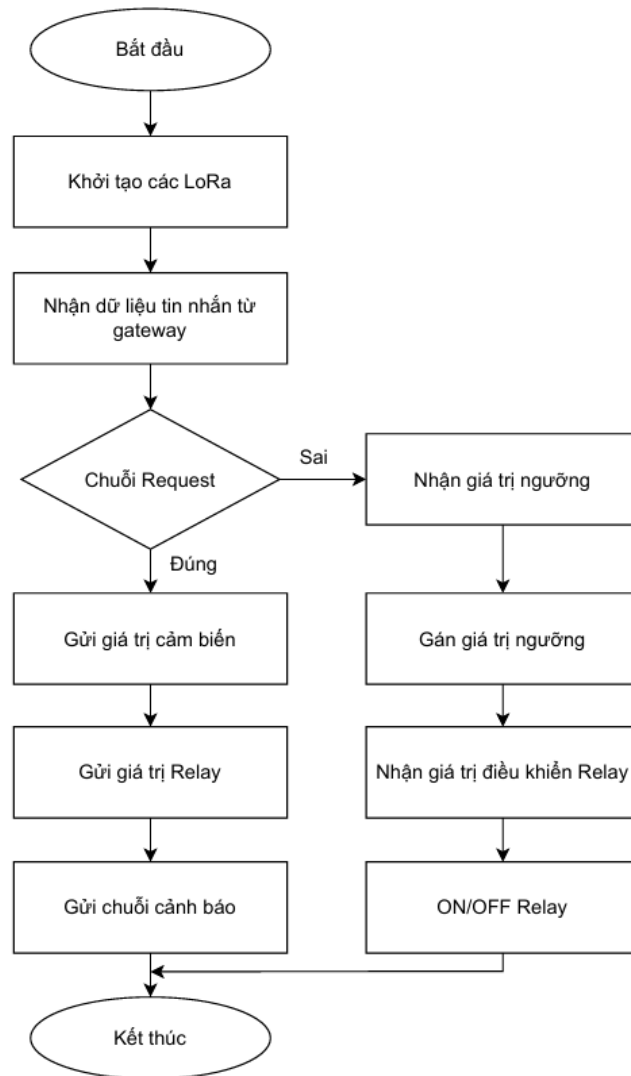 Bắt đầu
Khởi tạo các LoRa
Nhận dữ liệu tin nhắn từ
gateway
Chuỗi Request
Sai
Nhận giá trị ngưỡng
Đúng
Gửi giá trị cảm biến
Gán giá trị ngưỡng
Gửi giá trị Relay
Nhận giá trị điều khiển Relay
Gửi chuỗi cảnh báo
ON/OFF Relay
Kết thúc